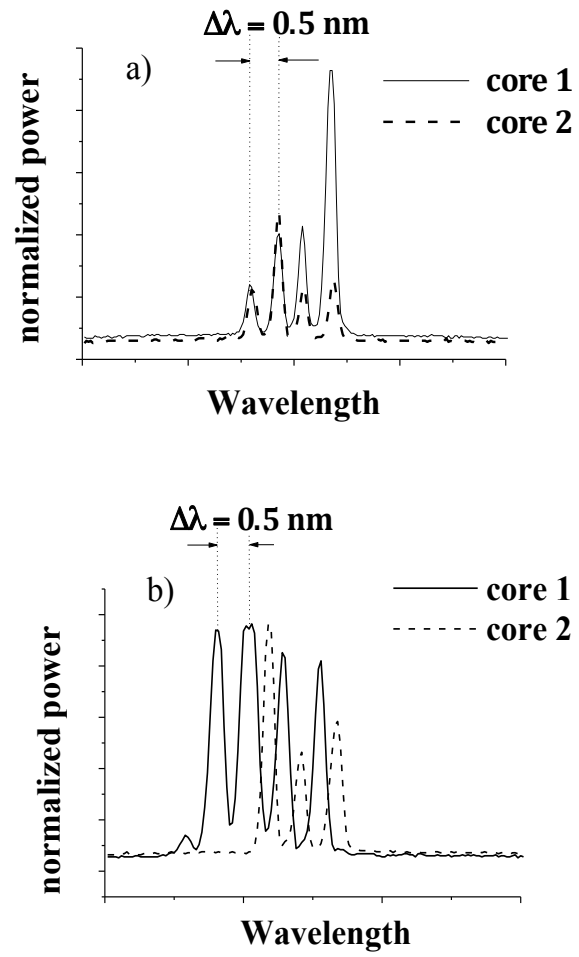 Δλ = 0.5 nm
a)
core 1
core 2
normalized power
Wavelength
Δλ = 0.5 nm
b)
core 1
core 2
normalized power
Wavelength